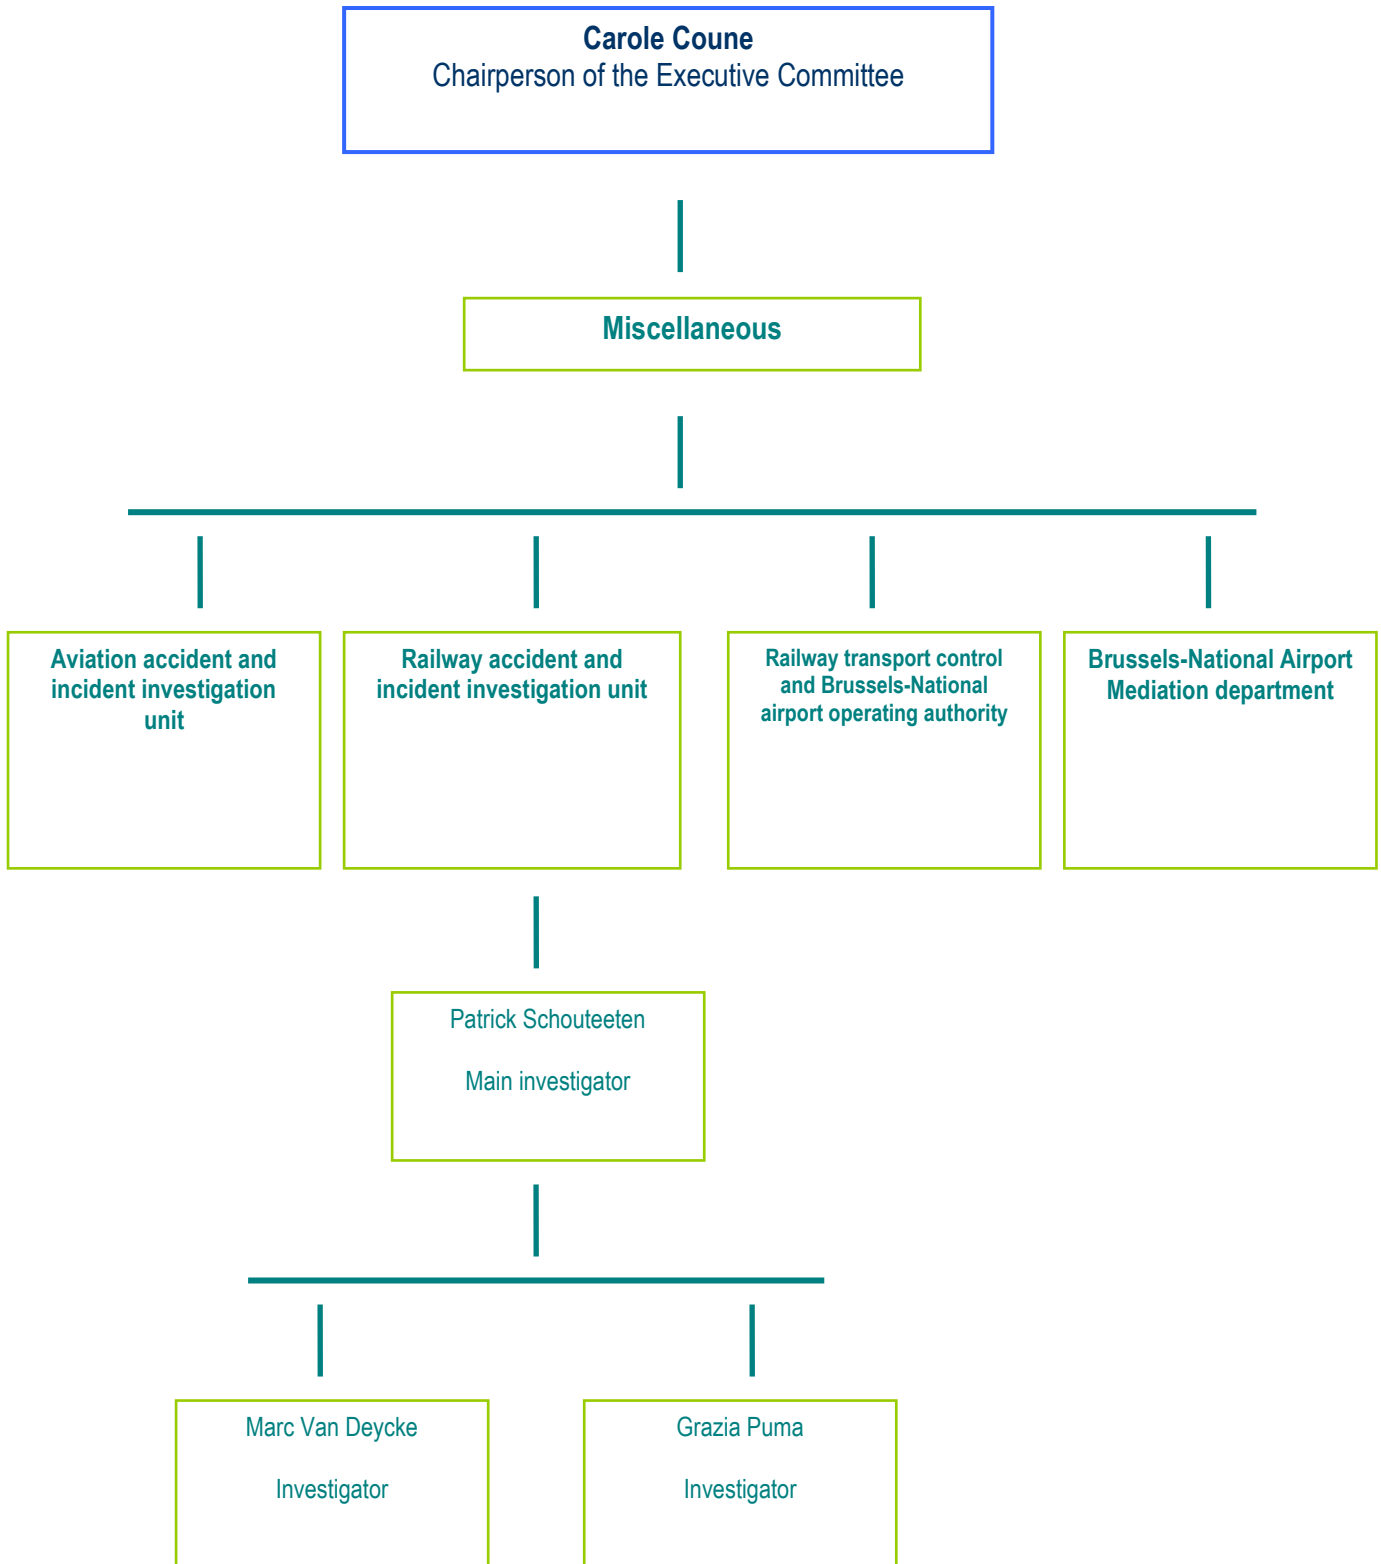 Carole Coune
Chairperson of the Executive Committee
Miscellaneous
Aviation accident and
incident investigation
unit
Railway accident and
incident investigation unit
Railway transport control
and Brussels-National
airport operating authority
Brussels-National Airport
Mediation department
Patrick Schouteeten
Main investigator
Marc Van Deycke
Investigator
Grazia Puma
Investigator